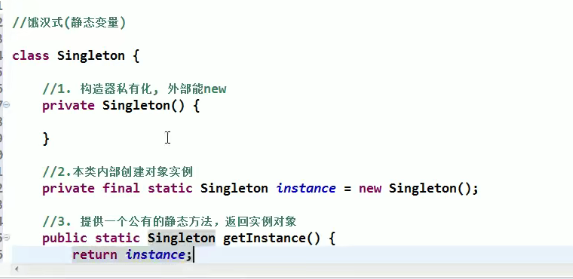 //饿汉式(静态变量)
class Singleton {
//1. 构造器私有化, 外部能new
private Singleton() {
}
//2.本类内部创建对象实例
private final static Singleton instance = new Singleton();
//3. 提供一个公有的静态方法，返回实例对象
public static Singleton getInstance() {
return instance;